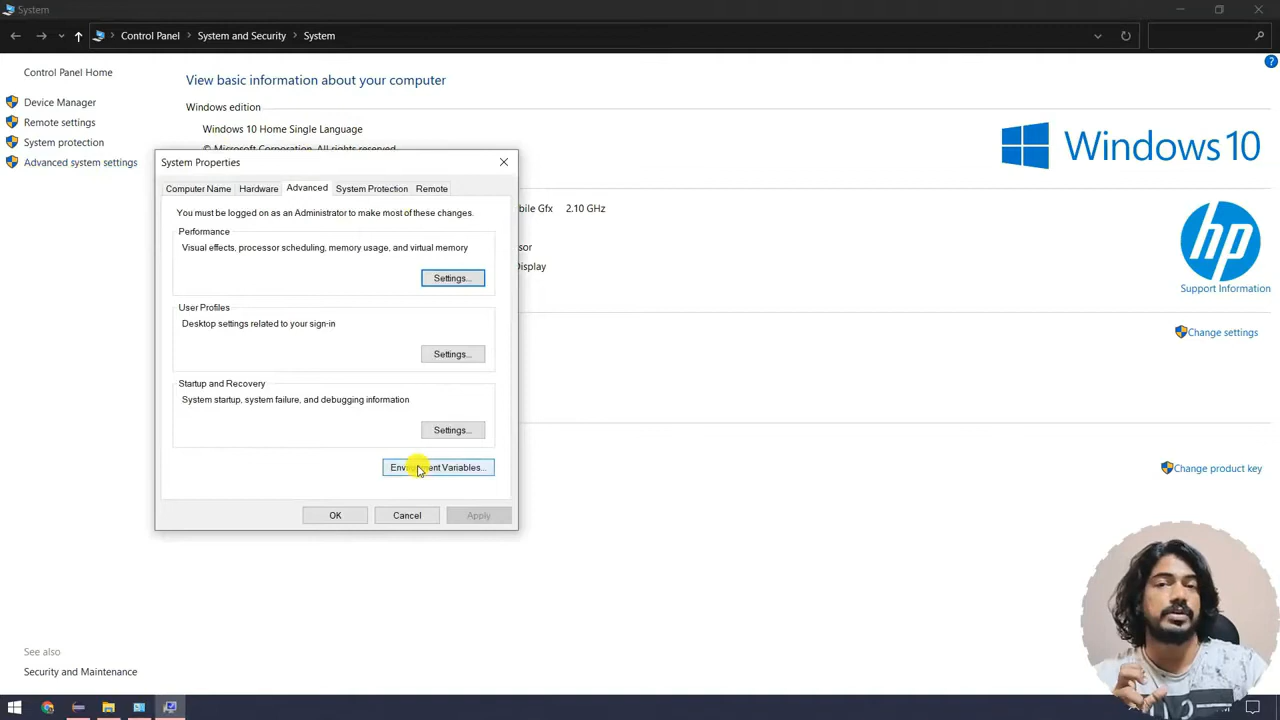 System
Control Panel
System and Security
System
Control Panel Home
Device Manager
Remote settings
System protection
Advanced system settings
View basic information about your computer
Windows edition
Windows 10 Home Single Language
© Microsoft Corporation. All rights reserved.
Windows 10
System Properties
Computer Name
Hardware
Advanced
System Protection
Remote
You must be logged on as an Administrator to make most of these changes.
Performance
Visual effects, processor scheduling, memory usage, and virtual memory
Settings...
User Profiles
Desktop settings related to your sign-in
Settings...
Startup and Recovery
System startup, system failure, and debugging information
Settings...
Environment Variables...
OK
Cancel
Apply
Gfx 2.10 GHz
Display
hp
Support Information
Change settings
Change product key
See also
Security and Maintenance